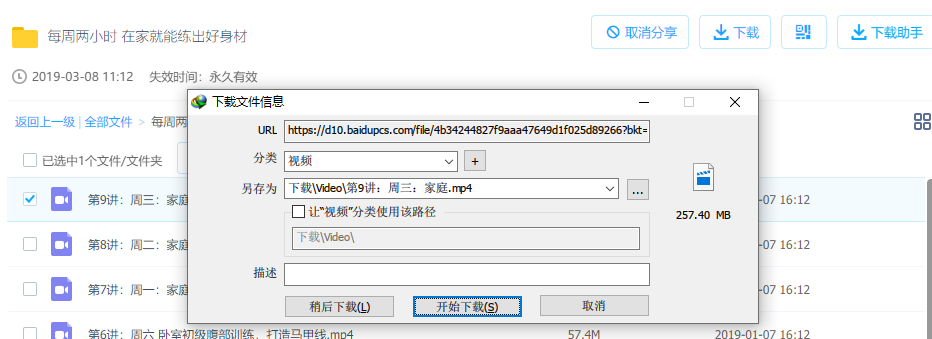 每周两小时 在家就能练出好身材
取消分享
下载
下载助手
2019-03-08 11:12 失效时间：永久有效
下载文件信息
返回上一级 | 全部文件 > 每周两
URL https://d10.baidupcs.com/file/4b34244827f9aaa47649d1f025d89266?bkt=
已选中1个文件/文件夹
分类 视频 +
另存为 下载\Video\第9讲：周三：家庭.mp4 ...
第9讲：周三：家庭
-01-07 16:12
让“视频”分类使用该路径
257.40 MB
下载\Video\
第8讲：周二：家庭
-01-07 16:12
描述
第7讲：周一：家庭
-01-07 16:12
稍后下载(L) 开始下载(S) 取消
第6讲：周六 卧室初级腹部训练，打造马甲线.mp4 57.4M 2019-01-07 16:12